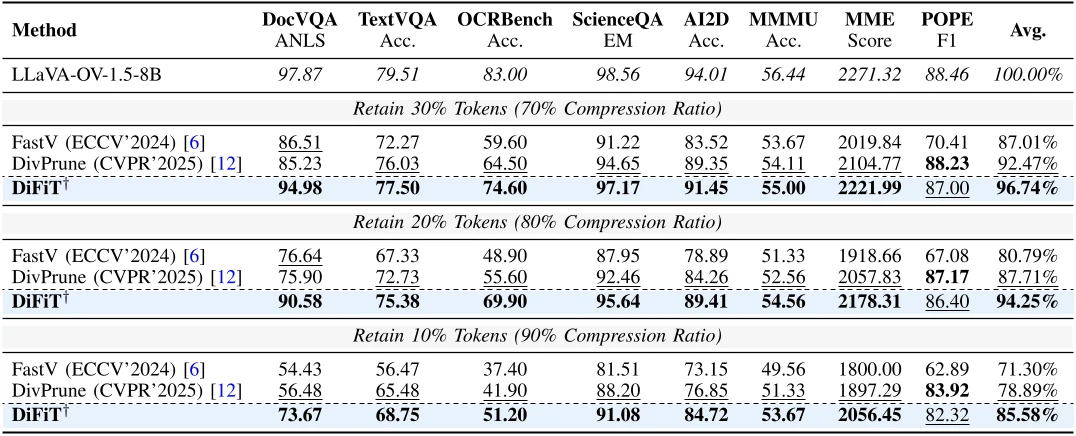 Method DocVQA TextVQA OCRBench ScienceQA AI2D MMMU MME POPE Avg.
ANLS Acc. Acc. EM Acc. Acc. Score F1
LLaVA-OV-1.5-8B 97.87 79.51 83.00 98.56 94.01 56.44 2271.32 88.46 100.00%
Retain 30% Tokens (70% Compression Ratio)
FastV (ECCV'2024) [6] 86.51 72.27 59.60 91.22 83.52 53.67 2019.84 70.41 87.01%
DivPrune (CVPR'2025) [12] 85.23 76.03 64.50 94.65 89.35 54.11 2104.77 88.23 92.47%
DiFiT† 94.98 77.50 74.60 97.17 91.45 55.00 2221.99 87.00 96.74%
Retain 20% Tokens (80% Compression Ratio)
FastV (ECCV'2024) [6] 76.64 67.33 48.90 87.95 78.89 51.33 1918.66 67.08 80.79%
DivPrune (CVPR'2025) [12] 75.90 72.73 55.60 92.46 84.26 52.56 2057.83 87.17 87.71%
DiFiT† 90.58 75.38 69.90 95.64 89.41 54.56 2178.31 86.40 94.25%
Retain 10% Tokens (90% Compression Ratio)
FastV (ECCV'2024) [6] 54.43 56.47 37.40 81.51 73.15 49.56 1800.00 62.89 71.30%
DivPrune (CVPR'2025) [12] 56.48 65.48 41.90 88.20 76.85 51.33 1897.29 83.92 78.89%
DiFiT† 73.67 68.75 51.20 91.08 84.72 53.67 2056.45 82.32 85.58%